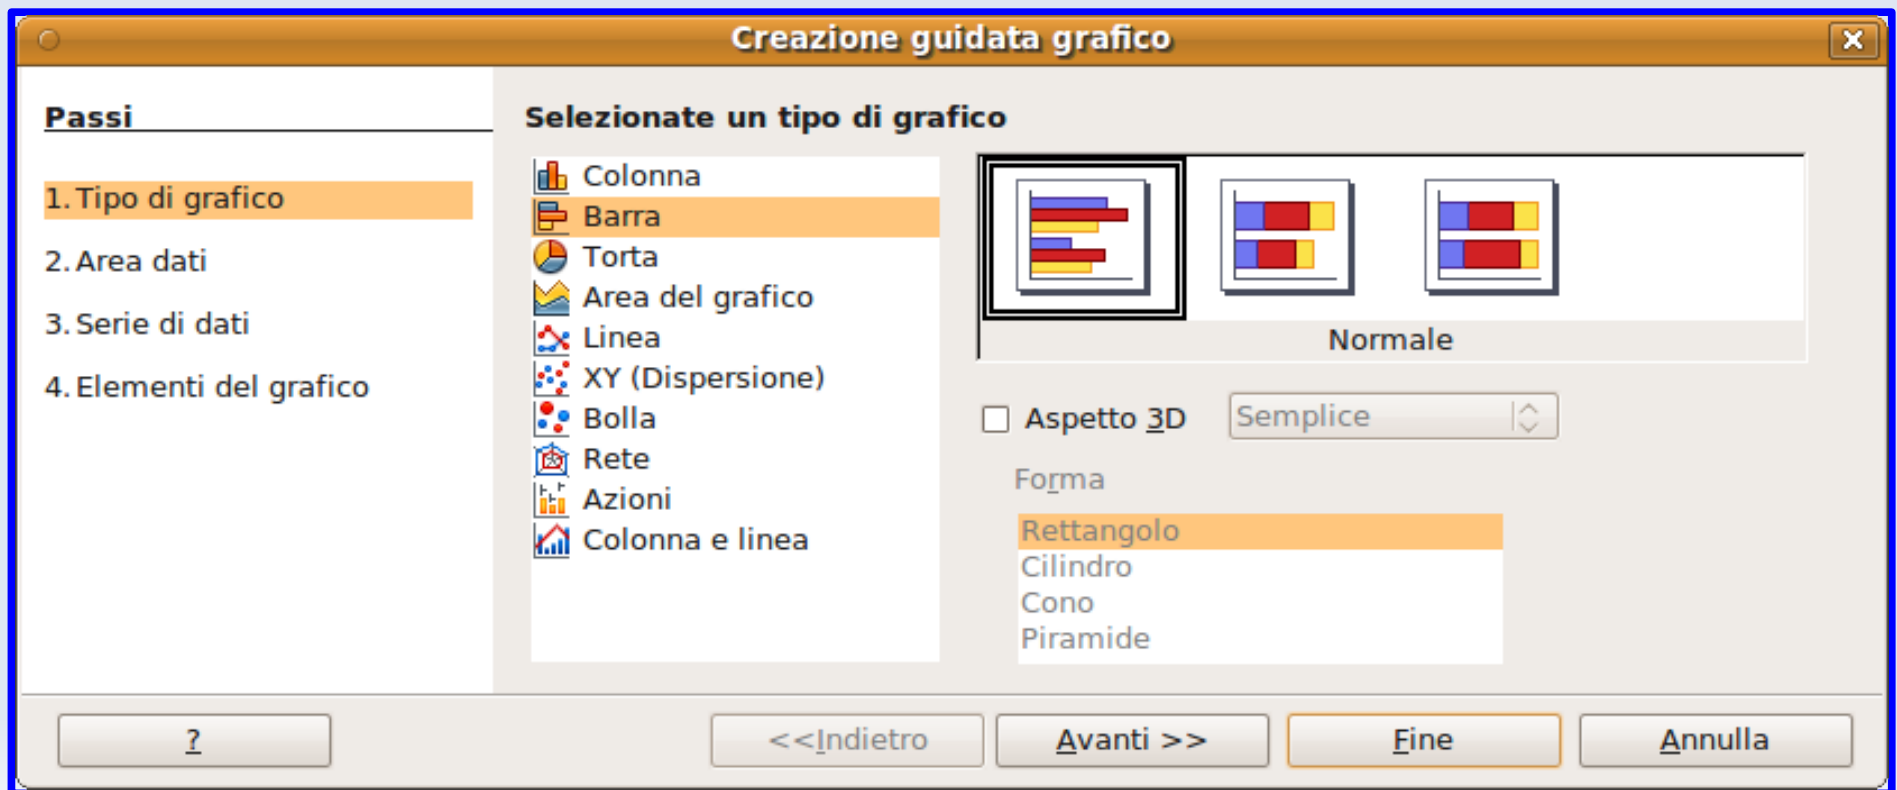 Creazione guidata grafico
Passi
1. Tipo di grafico
2. Area dati
3. Serie di dati
4. Elementi del grafico
Selezionate un tipo di grafico
Colonna
Barra
Torta
Area del grafico
Linea
XY (Dispersione)
Bolla
Rete
Azioni
Colonna e linea
Normale
Aspetto 3D
Semplice
Forma
Rettangolo
Cilindro
Cono
Piramide
?
<<Indietro
Avanti >>
Fine
Annulla